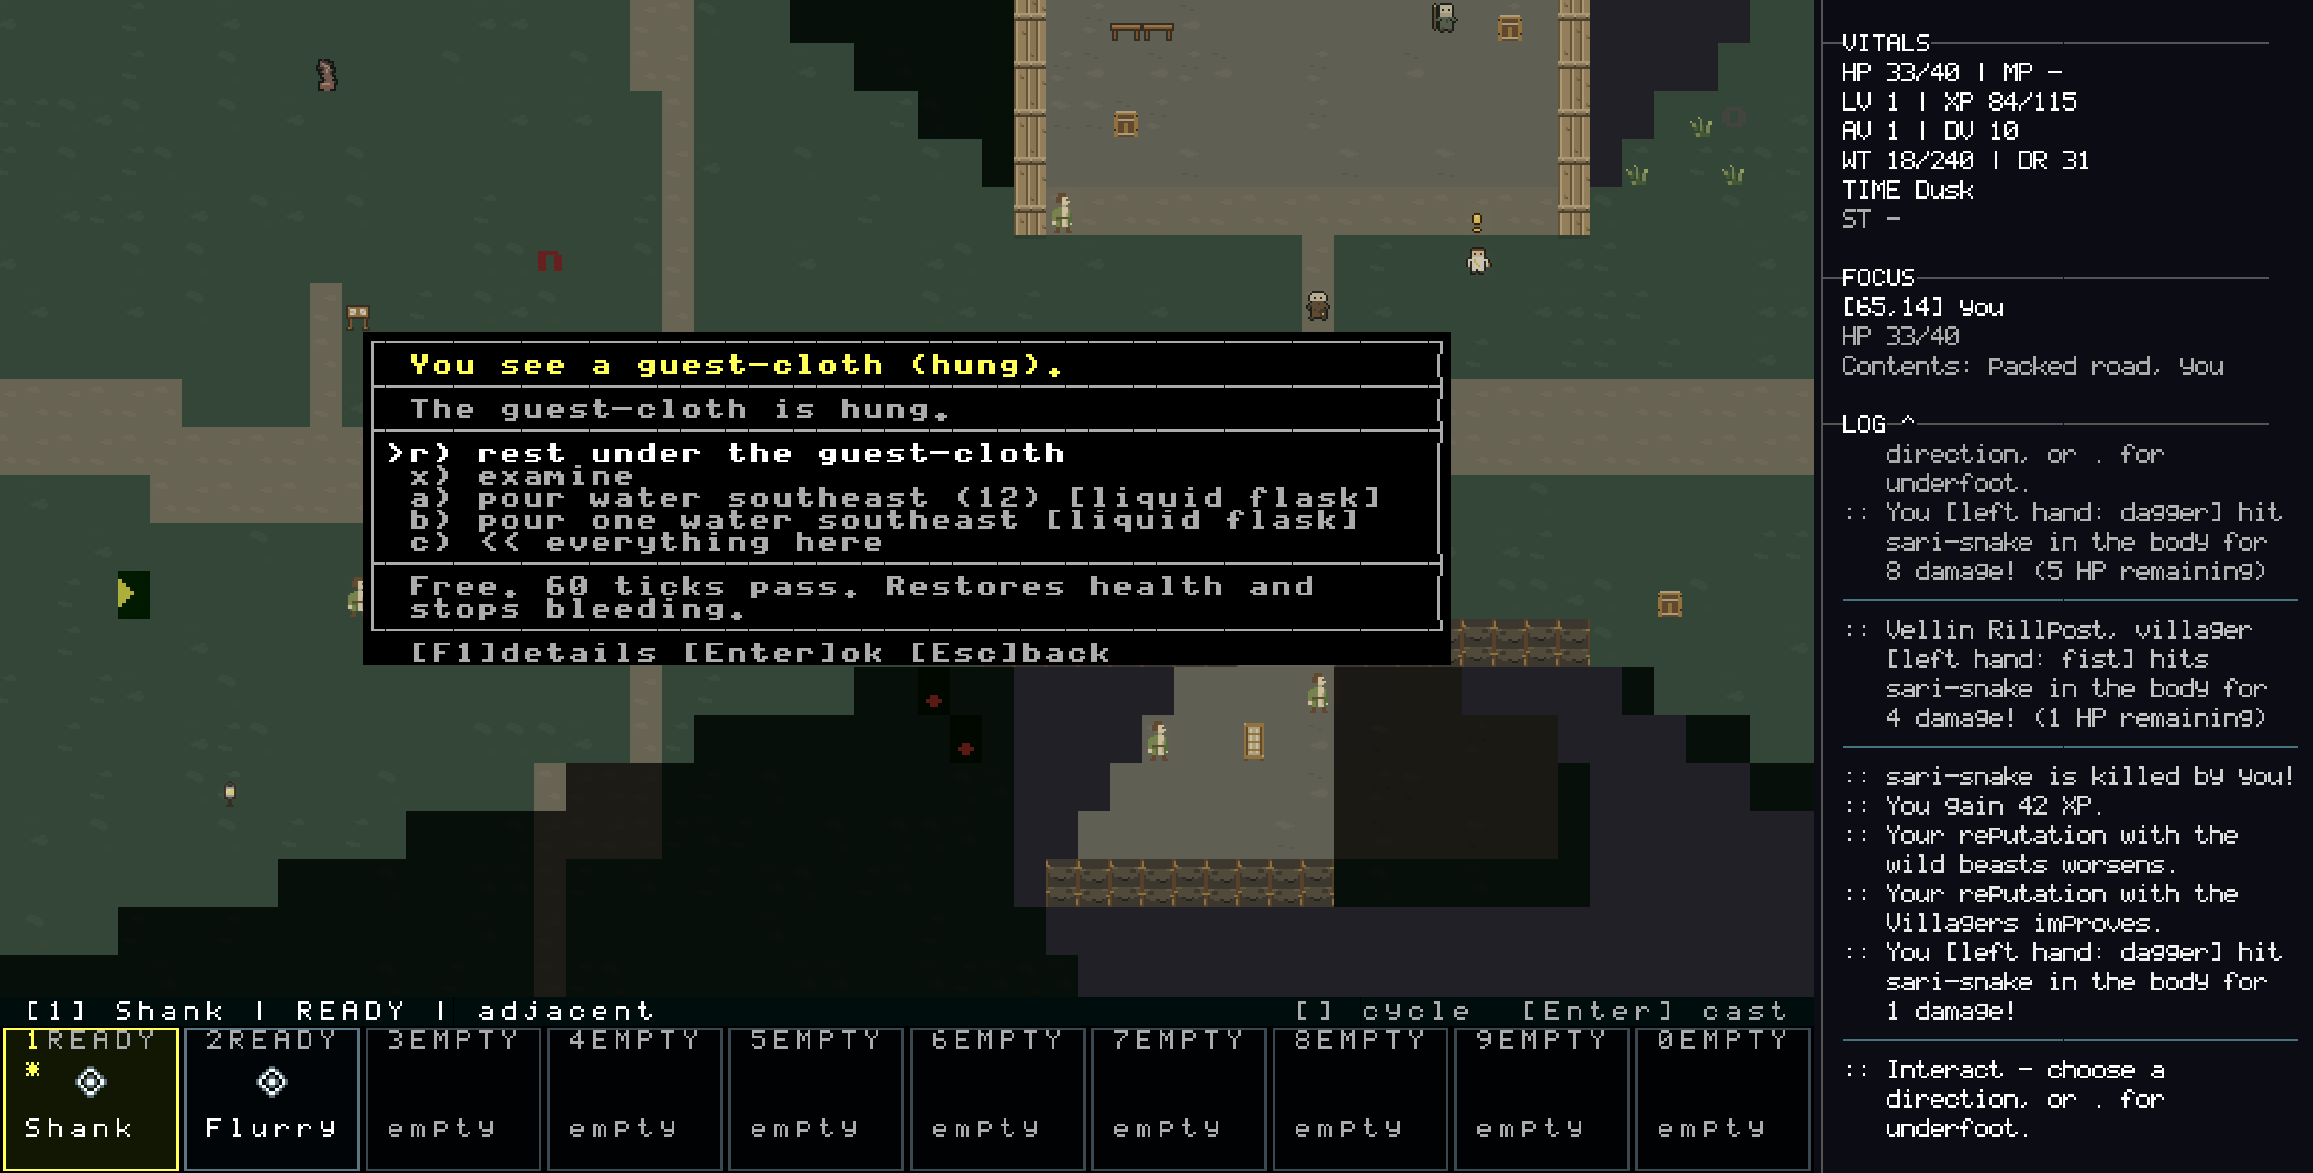 You see a guest-cloth (hung).
The guest-cloth is hung.
>r) rest under the guest-cloth
x) examine
a) pour water southeast (12) [liquid flask]
b) pour one water southeast [liquid flask]
c) << everything here
Free. 60 ticks pass. Restores health and
stops bleeding.
[F1]details [Enter]ok [Esc]back
[1] Shank | READY | adjacent
[] cycle [Enter] cast
1READY
2READY
3EMPTY
4EMPTY
5EMPTY
6EMPTY
7EMPTY
8EMPTY
9EMPTY
0EMPTY
Shank
Flurry
empty
empty
empty
empty
empty
empty
empty
empty
VITALS
HP 33/40 | MP -
LV 1 | XP 84/115
AV 1 | DV 10
WT 18/240 | DR 31
TIME Dusk
ST -
FOCUS
[65,14] You
HP 33/40
Contents: Packed road, You
LOG ^
direction, or . for
underfoot.
:: You [left hand: dagger] hit
sari-snake in the body for
8 damage! (5 HP remaining)
:: Vellin RillPost, villager
[left hand: fist] hits
sari-snake in the body for
4 damage! (1 HP remaining)
:: sari-snake is killed by you!
:: You gain 42 XP.
:: Your reputation with the
wild beasts worsens.
:: Your reputation with the
Villagers improves.
:: You [left hand: dagger] hit
sari-snake in the body for
1 damage!
:: Interact - choose a
direction, or . for
underfoot.